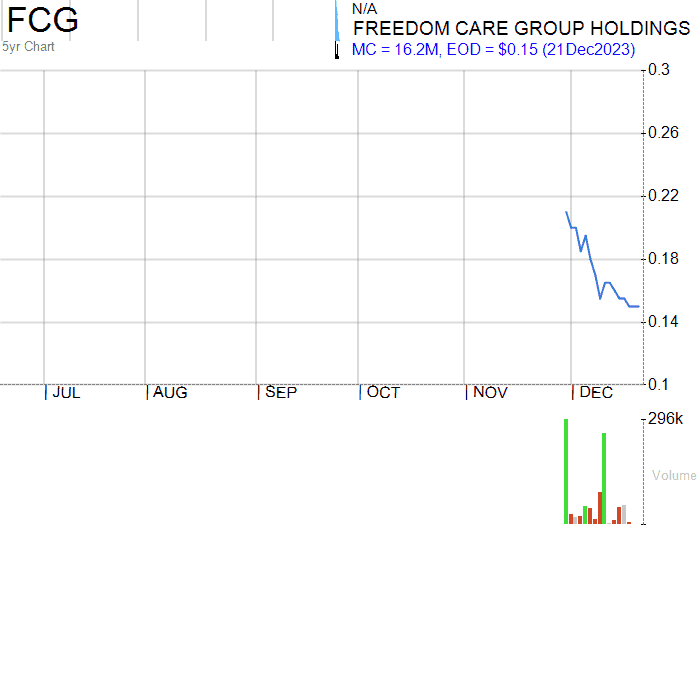 FCG
5yr Chart
N/A
FREEDOM CARE GROUP HOLDINGS
MC = 16.2M, EOD = $0.15 (21Dec2023)
0.3
0.26
0.22
0.18
0.14
0.1
JUL AUG SEP OCT NOV DEC
296k
Volume